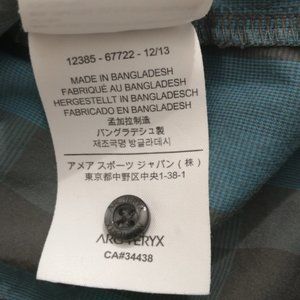 12385 - 67722 - 12/13
MADE IN BANGLADESH
FABRIQUÉ AU BANGLADESH
HERGESTELLT IN BANGLADESCH
FABRICADO EN BANGLADESH
孟加拉制造
バングラデシュ製
제조국명 방글라데시
アメア スポーツ ジャパン (株)
東京都中野区中央1-38-1
ARC'TERYX
CA#34438